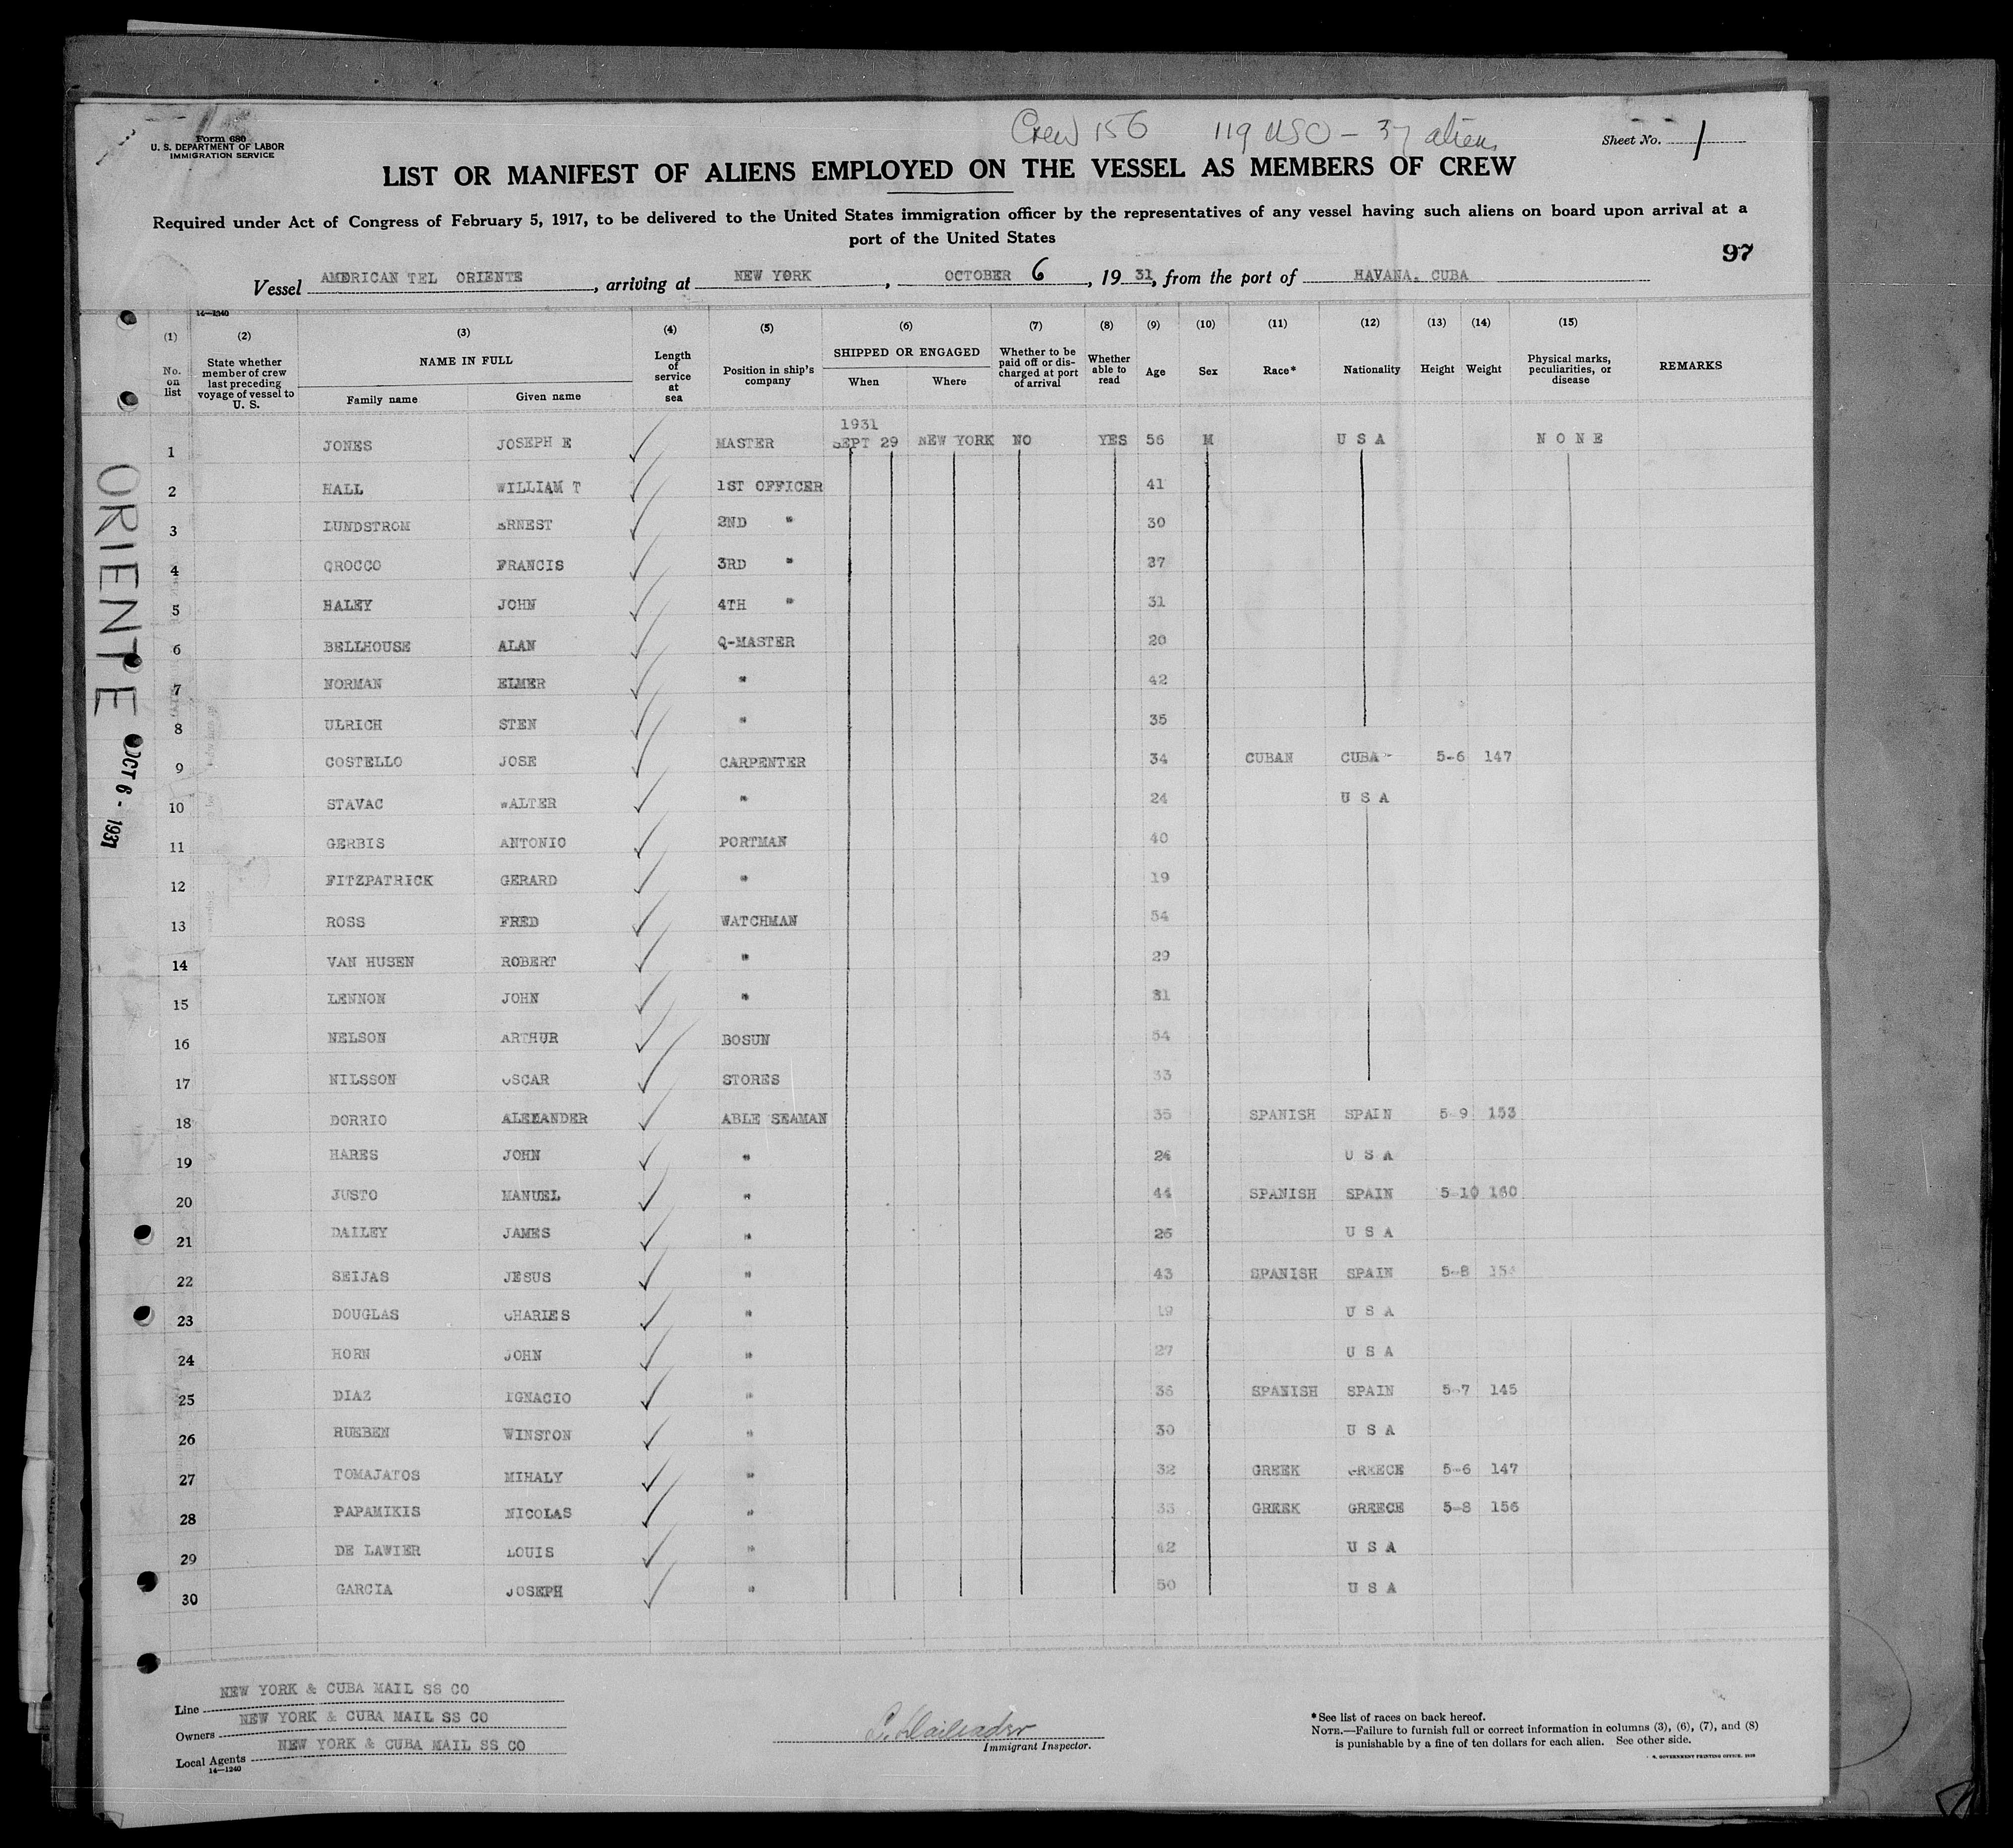 Crew 156 119 USC - 37 aliens
Form 680
U. S. DEPARTMENT OF LABOR
IMMIGRATION SERVICE
Sheet No. 1
LIST OR MANIFEST OF ALIENS EMPLOYED ON THE VESSEL AS MEMBERS OF CREW
Required under Act of Congress of February 5, 1917, to be delivered to the United States immigration officer by the representatives of any vessel having such aliens on board upon arrival at a
port of the United States
97
Vessel AMERICAN TEL ORIENTE, arriving at NEW YORK, OCTOBER 6, 1931, from the port of HAVANA. CUBA
14—1240
(1) (2) (3) (4) (5) (6) (7) (8) (9) (10) (11) (12) (13) (14) (15)
No. on list
State whether member of crew last preceding voyage of vessel to U. S.
NAME IN FULL
Family name Given name
Length of service at sea
Position in ship's company
SHIPPED OR ENGAGED
When Where
Whether to be paid off or discharged at port of arrival
Whether able to read
Age Sex Race* Nationality Height Weight
Physical marks, peculiarities, or disease
REMARKS
1931
1 JONES JOSEPH E MASTER SEPT 29 NEW YORK NO YES 56 M U S A N O N E
2 HALL WILLIAM T 1ST OFFICER 41
3 LUNDSTROM ERNEST 2ND " 30
4 CROCCO FRANCIS 3RD " 27
5 HALEY JOHN 4TH " 31
6 BELLHOUSE ALAN Q-MASTER 20
7 NORMAN ELMER " 42
8 ULRICH STEN " 35
9 COSTELLO JOSE CARPENTER 34 CUBAN CUBA 5-6 147
10 STAVAC WALTER " 24 U S A
11 GERBIS ANTONIO PORTMAN 40
12 FITZPATRICK GERARD " 19
13 ROSS FRED WATCHMAN 54
14 VAN HUSEN ROBERT " 29
15 LENNON JOHN " 31
16 NELSON ARTHUR BOSUN 54
17 NILSSON OSCAR STORES 33
18 DORRIO ALEXANDER ABLE SEAMAN 35 SPANISH SPAIN 5-9 153
19 HARES JOHN " 24 U S A
20 JUSTO MANUEL " 44 SPANISH SPAIN 5-10 160
21 DAILEY JAMES " 25 U S A
22 SEIJAS JESUS " 43 SPANISH SPAIN 5-8
23 DOUGLAS CHARLES " 19 U S A
24 HORN JOHN " 27 U S A
25 DIAZ IGNACIO " 36 SPANISH SPAIN 5-7 145
26 RUEBEN WINSTON " 30 U S A
27 TOMAJATOS MIHALY " 32 GREEK GREECE 5-6 147
28 PAPAMIKIS NICOLAS " GREEK GREECE 5-8 156
29 DE LAWIER LOUIS " 42 U S A
30 GARCIA JOSEPH " 50 U S A
ORIENTE
OCT 6 - 1931
Line NEW YORK & CUBA MAIL SS CO
Owners NEW YORK & CUBA MAIL SS CO
Local Agents NEW YORK & CUBA MAIL SS CO
14—1240
Immigrant Inspector.
*See list of races on back hereof.
NOTE.—Failure to furnish full or correct information in columns (3), (6), (7), and (8)
is punishable by a fine of ten dollars for each alien. See other side.
GOVERNMENT PRINTING OFFICE